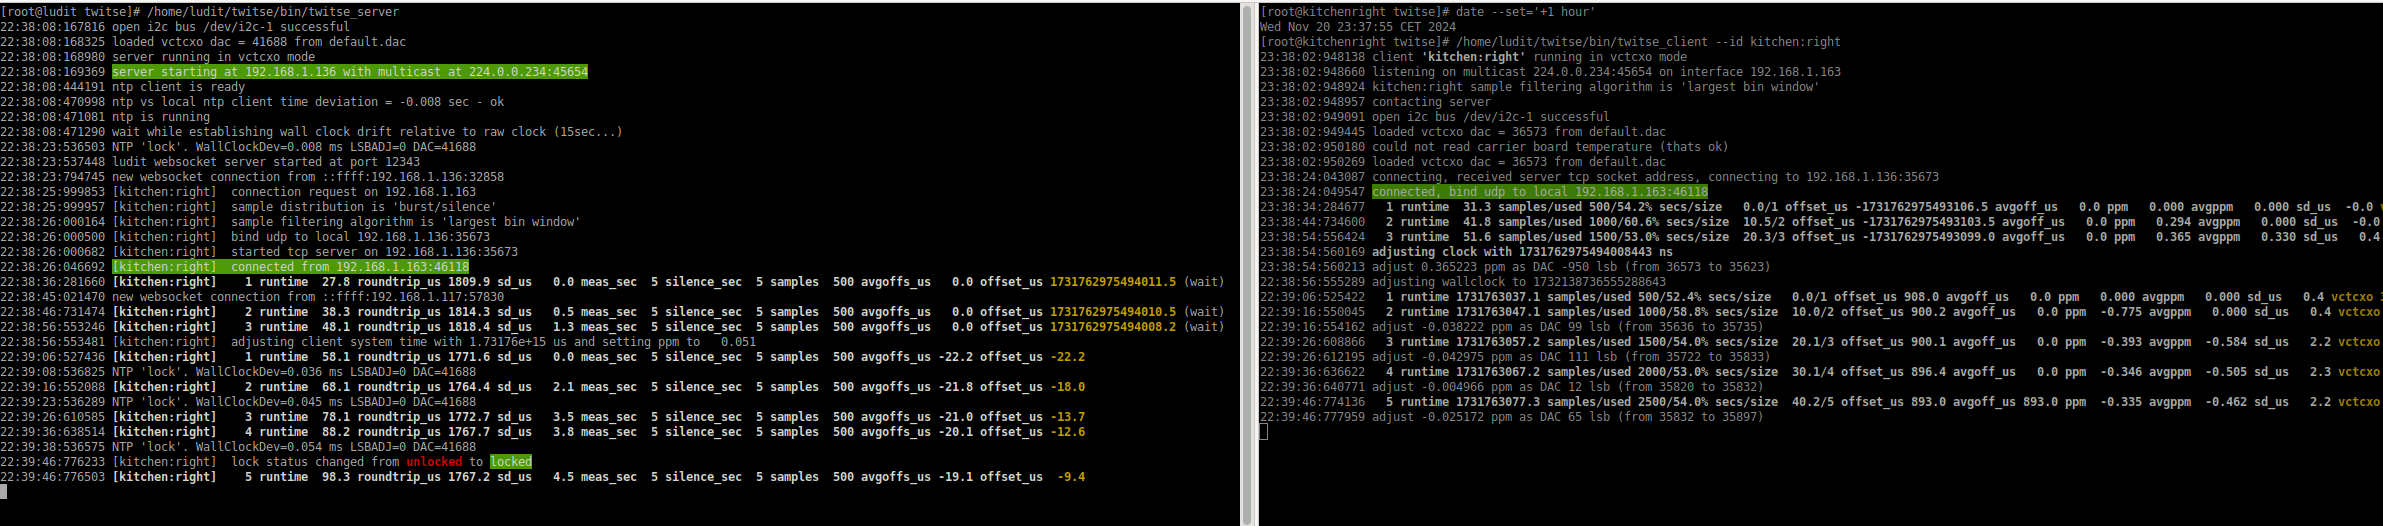 [root@ludit twitse]# /home/ludit/twitse/bin/twitse_server
22:38:08:167816 open i2c bus /dev/i2c-1 successful
22:38:08:168325 loaded vctcxo dac = 41688 from default.dac
22:38:08:168980 server running in vctcxo mode
22:38:08:169369 server starting at 192.168.1.136 with multicast at 224.0.0.234:45654
22:38:08:444191 ntp client is ready
22:38:08:470998 ntp vs local ntp client time deviation = -0.008 sec - ok
22:38:08:471081 ntp is running
22:38:08:471290 wait while establishing wall clock drift relative to raw clock (15sec...)
22:38:23:536503 NTP 'lock'. WallClockDev=0.008 ms LSBADJ=0 DAC=41688
22:38:23:537448 ludit websocket server started at port 12343
22:38:23:794745 new websocket connection from ::ffff:192.168.1.136:32858
22:38:25:999853 [kitchen:right]  connection request on 192.168.1.163
22:38:25:999957 [kitchen:right]  sample distribution is 'burst/silence'
22:38:26:000164 [kitchen:right]  sample filtering algorithm is 'largest bin window'
22:38:26:000500 [kitchen:right]  bind udp to local 192.168.1.136:35673
22:38:26:000682 [kitchen:right]  started tcp server on 192.168.1.136:35673
22:38:26:046692 [kitchen:right]  connected from 192.168.1.163:46118
22:38:36:281660 [kitchen:right]    1 runtime  27.8 roundtrip_us 1809.9 sd_us   0.0 meas_sec  5 silence_sec  5 samples  500 avgoffs_us   0.0 offset_us 1731762975494011.5 (wait)
22:38:45:021470 new websocket connection from ::ffff:192.168.1.117:57830
22:38:46:731474 [kitchen:right]    2 runtime  38.3 roundtrip_us 1814.3 sd_us   0.5 meas_sec  5 silence_sec  5 samples  500 avgoffs_us   0.0 offset_us 1731762975494010.5 (wait)
22:38:56:553246 [kitchen:right]    3 runtime  48.1 roundtrip_us 1818.4 sd_us   1.3 meas_sec  5 silence_sec  5 samples  500 avgoffs_us   0.0 offset_us 1731762975494008.2 (wait)
22:38:56:553481 [kitchen:right]  adjusting client system time with 1.73176e+15 us and setting ppm to   0.051
22:39:06:527436 [kitchen:right]    1 runtime  58.1 roundtrip_us 1771.6 sd_us   0.0 meas_sec  5 silence_sec  5 samples  500 avgoffs_us -22.2 offset_us -22.2
22:39:08:536825 NTP 'lock'. WallClockDev=0.036 ms LSBADJ=0 DAC=41688
22:39:16:552088 [kitchen:right]    2 runtime  68.1 roundtrip_us 1764.4 sd_us   2.1 meas_sec  5 silence_sec  5 samples  500 avgoffs_us -21.8 offset_us -18.0
22:39:23:536289 NTP 'lock'. WallClockDev=0.045 ms LSBADJ=0 DAC=41688
22:39:26:610585 [kitchen:right]    3 runtime  78.1 roundtrip_us 1772.7 sd_us   3.5 meas_sec  5 silence_sec  5 samples  500 avgoffs_us -21.0 offset_us -13.7
22:39:36:638514 [kitchen:right]    4 runtime  88.2 roundtrip_us 1767.7 sd_us   3.8 meas_sec  5 silence_sec  5 samples  500 avgoffs_us -20.1 offset_us -12.6
22:39:38:536575 NTP 'lock'. WallClockDev=0.054 ms LSBADJ=0 DAC=41688
22:39:46:776233 [kitchen:right]  lock status changed from unlocked to locked
22:39:46:776503 [kitchen:right]    5 runtime  98.3 roundtrip_us 1767.2 sd_us   4.5 meas_sec  5 silence_sec  5 samples  500 avgoffs_us -19.1 offset_us  -9.4
[root@kitchenright twitse]# date --set='+1 hour'
Wed Nov 20 23:37:55 CET 2024
[root@kitchenright twitse]# /home/ludit/twitse/bin/twitse_client --id kitchen:right
23:38:02:948138 client 'kitchen:right' running in vctcxo mode
23:38:02:948660 listening on multicast 224.0.0.234:45654 on interface 192.168.1.163
23:38:02:948924 kitchen:right sample filtering algorithm is 'largest bin window'
23:38:02:948957 contacting server
23:38:02:949091 open i2c bus /dev/i2c-1 successful
23:38:02:949445 loaded vctcxo dac = 36573 from default.dac
23:38:02:950180 could not read carrier board temperature (thats ok)
23:38:02:950269 loaded vctcxo dac = 36573 from default.dac
23:38:24:043087 connecting, received server tcp socket address, connecting to 192.168.1.136:35673
23:38:24:049547 connected, bind udp to local 192.168.1.163:46118
23:38:34:284677   1 runtime  31.3 samples/used 500/54.2% secs/size   0.0/1 offset_us -1731762975493106.5 avgoff_us   0.0 ppm   0.000 avgppm   0.000 sd_us  -0.0
23:38:44:734600   2 runtime  41.8 samples/used 1000/60.6% secs/size  10.5/2 offset_us -1731762975493103.5 avgoff_us   0.0 ppm   0.294 avgppm   0.000 sd_us   -0.0
23:38:54:556424   3 runtime  51.6 samples/used 1500/53.0% secs/size  20.3/3 offset_us -1731762975493099.0 avgoff_us   0.0 ppm   0.365 avgppm   0.330 sd_us   0.4
23:38:54:560169 adjusting clock with 1731762975494008443 ns
23:38:54:560213 adjust 0.365223 ppm as DAC -950 lsb (from 36573 to 35623)
22:38:56:555289 adjusting wallclock to 1732138736555288643
22:39:06:525422   1 runtime 1731763037.1 samples/used 500/52.4% secs/size   0.0/1 offset_us 908.0 avgoff_us   0.0 ppm   0.000 avgppm   0.000 sd_us   0.4 vctcxo
22:39:16:550045   2 runtime 1731763047.1 samples/used 1000/58.8% secs/size  10.0/2 offset_us 900.2 avgoff_us   0.0 ppm  -0.775 avgppm   0.000 sd_us   0.4 vctcxo
22:39:16:554162 adjust -0.038222 ppm as DAC 99 lsb (from 35636 to 35735)
22:39:26:608866   3 runtime 1731763057.2 samples/used 1500/54.0% secs/size  20.1/3 offset_us 900.1 avgoff_us   0.0 ppm  -0.393 avgppm  -0.584 sd_us   2.2 vctcxo
22:39:26:612195 adjust -0.042975 ppm as DAC 111 lsb (from 35722 to 35833)
22:39:36:636622   4 runtime 1731763067.2 samples/used 2000/53.0% secs/size  30.1/4 offset_us 896.4 avgoff_us   0.0 ppm  -0.346 avgppm  -0.505 sd_us   2.3 vctcxo
22:39:36:640771 adjust -0.004966 ppm as DAC 12 lsb (from 35820 to 35832)
22:39:46:774136   5 runtime 1731763077.3 samples/used 2500/54.0% secs/size  40.2/5 offset_us 893.0 avgoff_us 893.0 ppm  -0.335 avgppm  -0.462 sd_us   2.2 vctcxo
22:39:46:777959 adjust -0.025172 ppm as DAC 65 lsb (from 35832 to 35897)